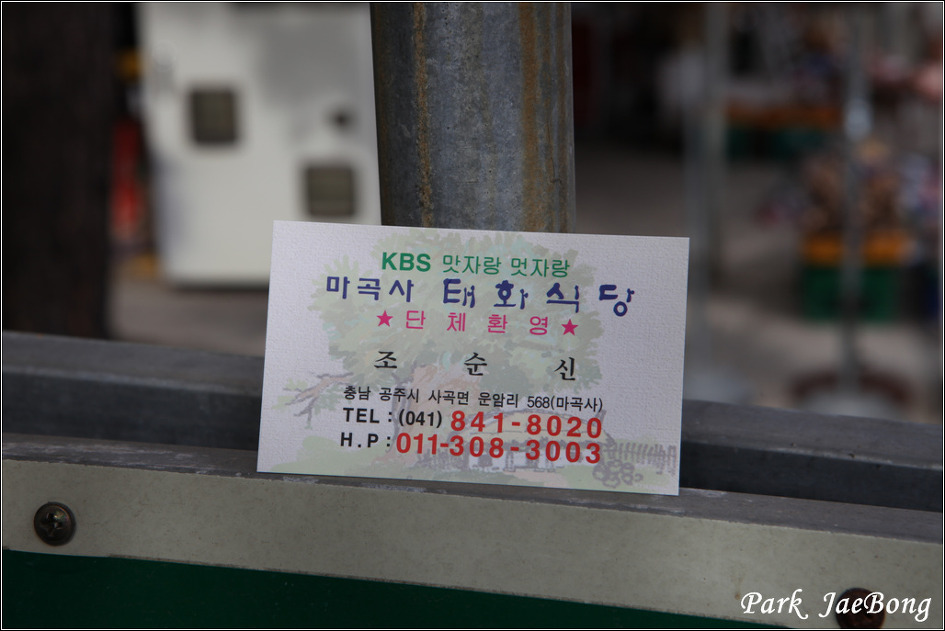 KBS 맛자랑 멋자랑
마곡사 태화식당
★단체환영★
조 순 신
충남 공주시 사곡면 운암리 568(마곡사)
TEL : (041) 841-8020
H.P : 011-308-3003
Park JaeBong